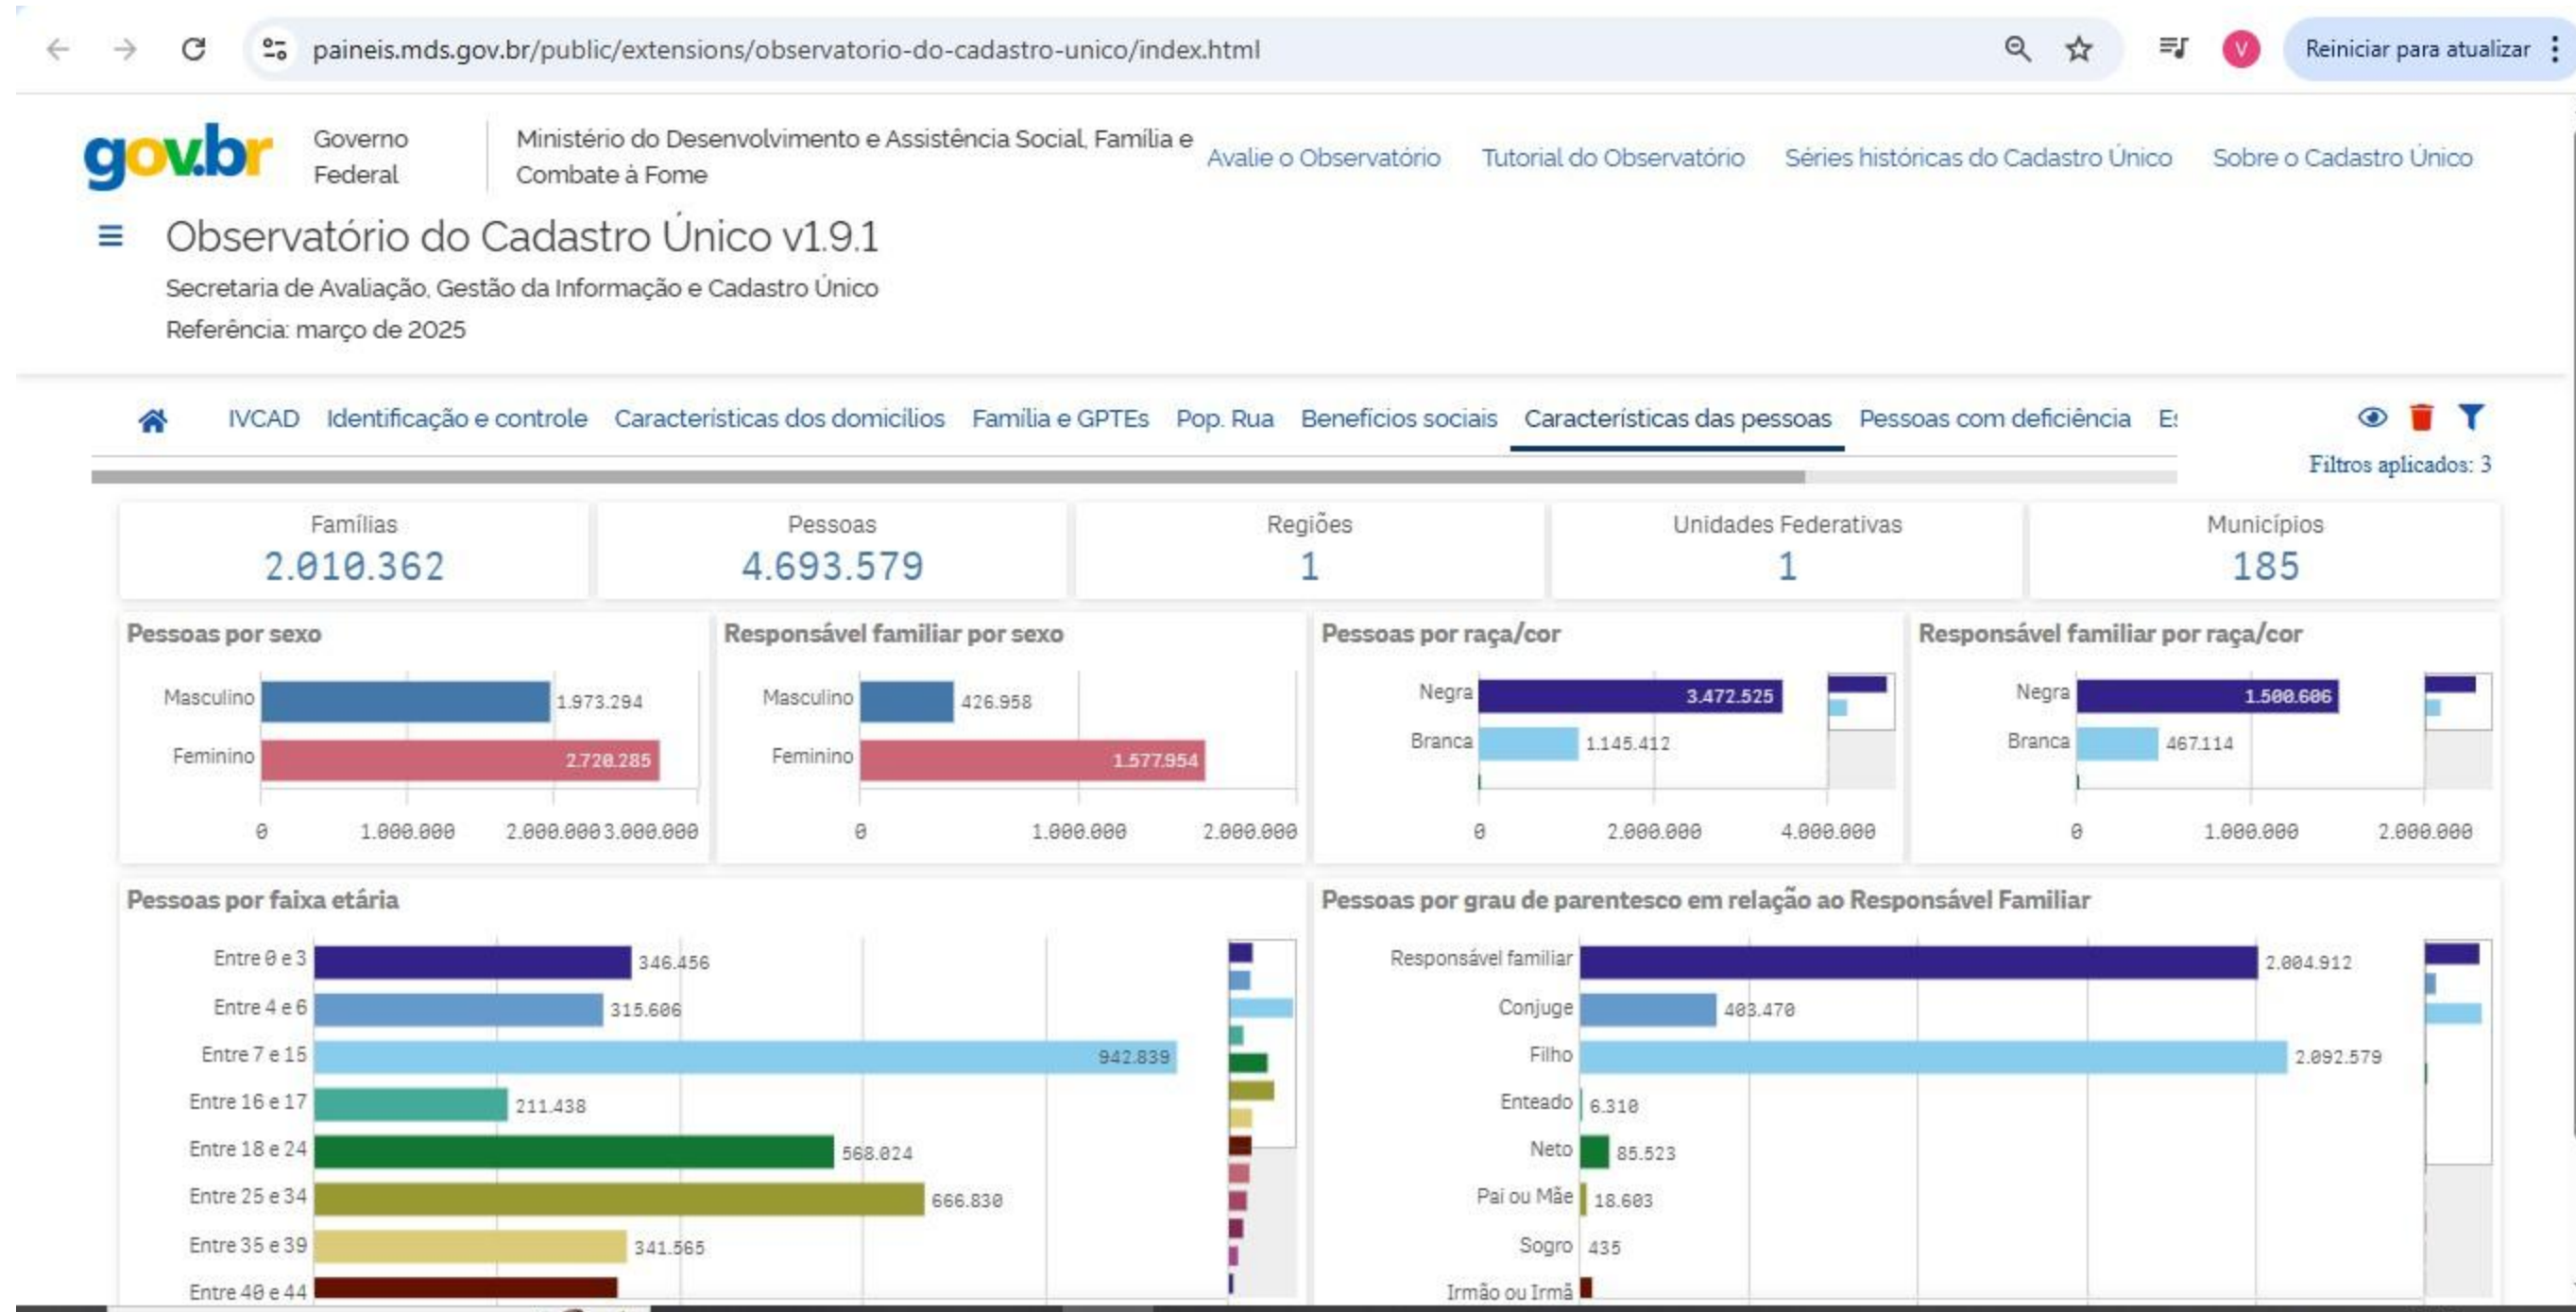 paineis.mds.gov.br/public/extensions/observatorio-do-cadastro-unico/index.html
V
Reiniciar para atualizar
gov.br
Governo
Federal
Ministério do Desenvolvimento e Assistência Social, Família e
Combate à Fome
Avalie o Observatório
Tutorial do Observatório
Séries históricas do Cadastro Único
Sobre o Cadastro Único
Observatório do Cadastro Único v1.9.1
Secretaria de Avaliação, Gestão da Informação e Cadastro Único
Referência: março de 2025
IVCAD
Identificação e controle
Características dos domicílios
Família e GPTEs
Pop. Rua
Benefícios sociais
Características das pessoas
Pessoas com deficiência
Filtros aplicados: 3
Famílias
2.010.362
Pessoas
4.693.579
Regiões
1
Unidades Federativas
1
Municípios
185
Pessoas por sexo
Masculino
1.973.294
Feminino
2.720.285
0 1.000.000 2.000.000 3.000.000
Responsável familiar por sexo
Masculino
426.958
Feminino
1.577.954
0 1.000.000 2.000.000
Pessoas por raça/cor
Negra
3.472.525
Branca
1.145.412
0 2.000.000 4.000.000
Responsável familiar por raça/cor
Negra
1.500.606
Branca
467.114
0 1.000.000 2.000.000
Pessoas por faixa etária
Entre 0 e 3
346.456
Entre 4 e 6
315.606
Entre 7 e 15
942.839
Entre 16 e 17
211.438
Entre 18 e 24
568.024
Entre 25 e 34
666.830
Entre 35 e 39
341.565
Entre 40 e 44
Pessoas por grau de parentesco em relação ao Responsável Familiar
Responsável familiar
2.004.912
Conjuge
403.470
Filho
2.092.579
Enteado
6.310
Neto
85.523
Pai ou Mãe
18.603
Sogro
435
Irmão ou Irmã